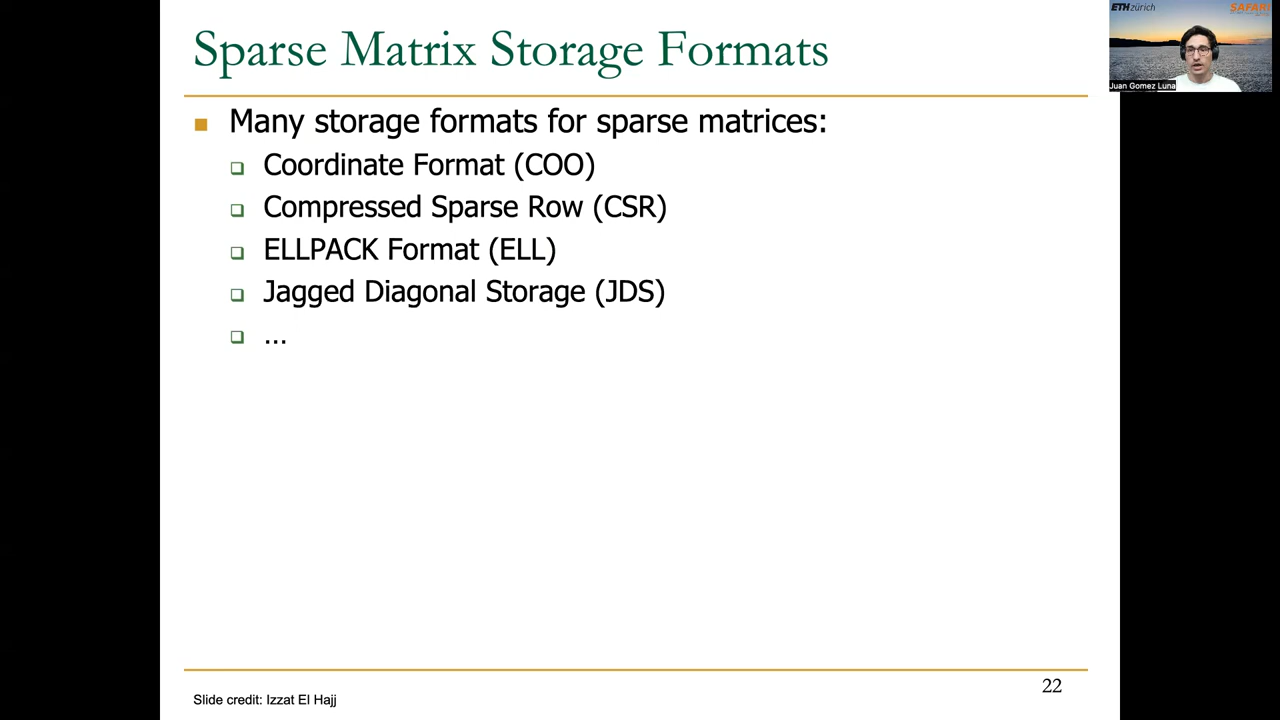 Sparse Matrix Storage Formats
Many storage formats for sparse matrices:
Coordinate Format (COO)
Compressed Sparse Row (CSR)
ELLPACK Format (ELL)
Jagged Diagonal Storage (JDS)
...
Slide credit: Izzat El Hajj
22
ETH zürich
SAFARI
Juan Gomez Luna